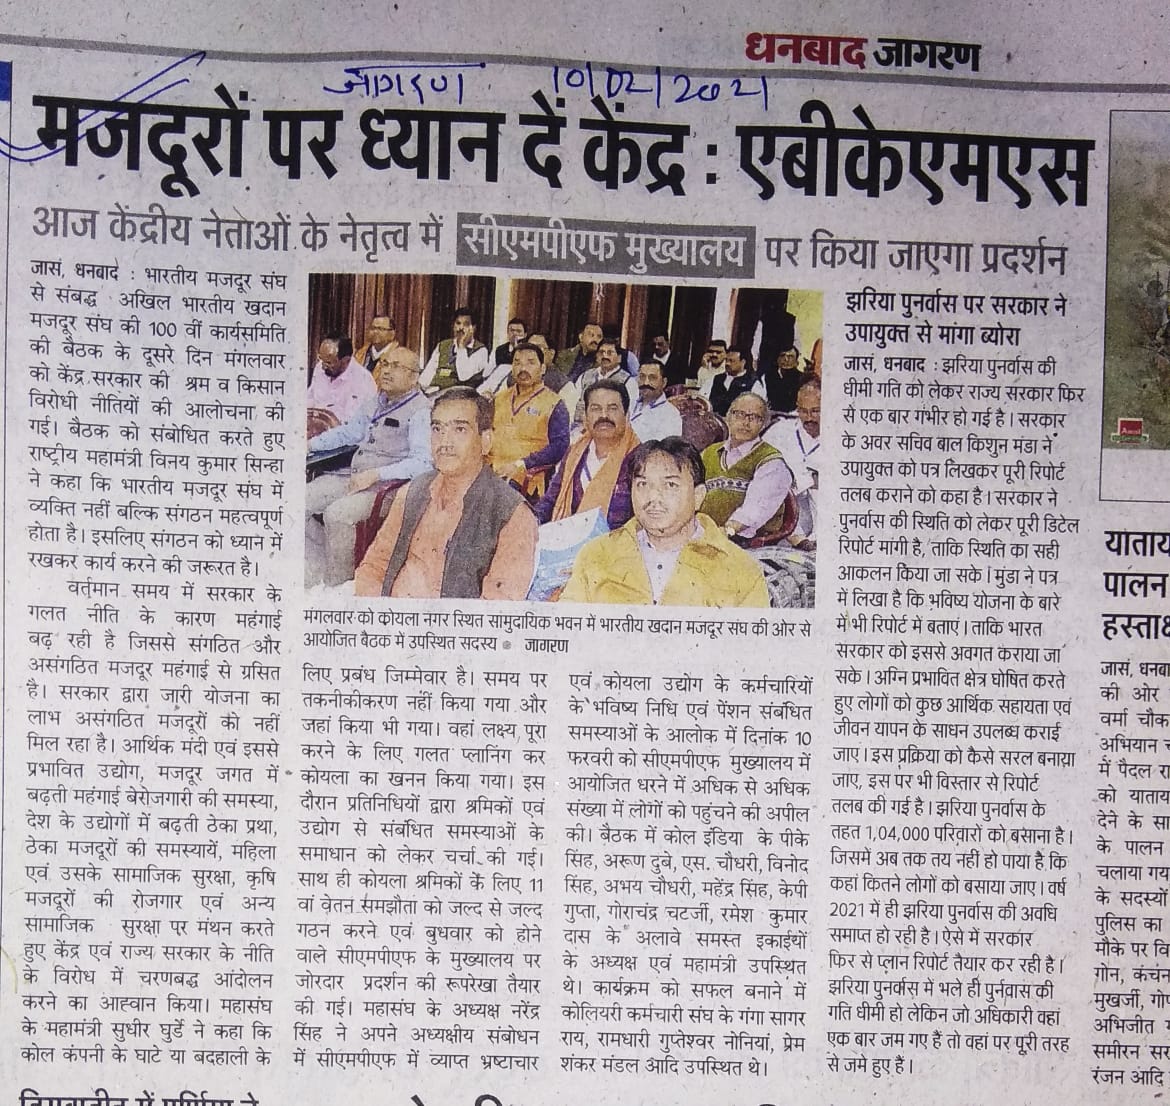 धनबाद जागरण
जागरण 10/02/2021
मजदूरों पर ध्यान दें केंद्र : एबीकेएमएस
आज केंद्रीय नेताओं के नेतृत्व में सीएमपीएफ मुख्यालय पर किया जाएगा प्रदर्शन
जासं, धनबाद : भारतीय मजदूर संघ
से संबद्ध अखिल भारतीय खदान
मजदूर संघ की 100 वीं कार्यसमिति
की बैठक के दूसरे दिन मंगलवार
को केंद्र सरकार की श्रम व किसान
विरोधी नीतियों की आलोचना की
गई। बैठक को संबोधित करते हुए
राष्ट्रीय महामंत्री विनय कुमार सिन्हा
ने कहा कि भारतीय मजदूर संघ में
व्यक्ति नहीं बल्कि संगठन महत्वपूर्ण
होता है। इसलिए संगठन को ध्यान में
रखकर कार्य करने की जरूरत है।
वर्तमान समय में सरकार के
गलत नीति के कारण महंगाई
बढ़ रही है जिससे संगठित और
असंगठित मजदूर महंगाई से ग्रसित
है। सरकार द्वारा जारी योजना का
लाभ असंगठित मजदूरों को नहीं
मिल रहा है। आर्थिक मंदी एवं इससे
प्रभावित उद्योग, मजदूर जगत में
बढ़ती महंगाई बेरोजगारी की समस्या,
देश के उद्योगों में बढ़ती ठेका प्रथा,
ठेका मजदूरों की समस्यायें, महिला
एवं उसके सामाजिक सुरक्षा, कृषि
मजदूरों की रोजगार एवं अन्य
सामाजिक सुरक्षा पर मंथन करते
हुए केंद्र एवं राज्य सरकार के नीति
के विरोध में चरणबद्ध आंदोलन
करने का आह्वान किया। महासंघ
के महामंत्री सुधीर घुर्डे ने कहा कि
कोल कंपनी के घाटे या बदहाली के
मंगलवार को कोयला नगर स्थित सामुदायिक भवन में भारतीय खदान मजदूर संघ की ओर से
आयोजित बैठक में उपस्थित सदस्य ● जागरण
लिए प्रबंध जिम्मेवार है। समय पर
तकनीकीकरण नहीं किया गया और
जहां किया भी गया। वहां लक्ष्य पूरा
करने के लिए गलत प्लानिंग कर
कोयला का खनन किया गया। इस
दौरान प्रतिनिधियों द्वारा श्रमिकों एवं
उद्योग से संबंधित समस्याओं के
समाधान को लेकर चर्चा की गई।
साथ ही कोयला श्रमिकों के लिए 11
वां वेतन समझौता को जल्द से जल्द
गठन करने एवं बुधवार को होने
वाले सीएमपीएफ के मुख्यालय पर
जोरदार प्रदर्शन की रूपरेखा तैयार
की गई। महासंघ के अध्यक्ष नरेंद्र
सिंह ने अपने अध्यक्षीय संबोधन
में सीएमपीएफ में व्याप्त भ्रष्टाचार
एवं कोयला उद्योग के कर्मचारियों
के भविष्य निधि एवं पेंशन संबंधित
समस्याओं के आलोक में दिनांक 10
फरवरी को सीएमपीएफ मुख्यालय में
आयोजित धरने में अधिक से अधिक
संख्या में लोगों को पहुंचने की अपील
की। बैठक में कोल इंडिया के पीके
सिंह, अरूण दुबे, एस. चौधरी, विनोद
सिंह, अभय चौधरी, महेंद्र सिंह, केपी
गुप्ता, गोराचंद्र चटर्जी, रमेश कुमार
दास के अलावे समस्त इकाईयों
के अध्यक्ष एवं महामंत्री उपस्थित
थे। कार्यक्रम को सफल बनाने में
कोलियरी कर्मचारी संघ के गंगा सागर
राय, रामधारी गुप्तेश्वर नोनियां, प्रेम
शंकर मंडल आदि उपस्थित थे।
झरिया पुनर्वास पर सरकार ने
उपायुक्त से मांगा ब्योरा
जासं, धनबाद : झरिया पुनर्वास की
धीमी गति को लेकर राज्य सरकार फिर
से एक बार गंभीर हो गई है। सरकार
के अवर सचिव बाल किशुन मुंडा ने
उपायुक्त को पत्र लिखकर पूरी रिपोर्ट
तलब कराने को कहा है। सरकार ने
पुनर्वास की स्थिति को लेकर पूरी डिटेल
रिपोर्ट मांगी है, ताकि स्थिति का सही
आकलन किया जा सके। मुंडा ने पत्र
में लिखा है कि भविष्य योजना के बारे
में भी रिपोर्ट में बताएं। ताकि भारत
सरकार को इससे अवगत कराया जा
सके। अग्नि प्रभावित क्षेत्र घोषित करते
हुए लोगों को कुछ आर्थिक सहायता एवं
जीवन यापन के साधन उपलब्ध कराई
जाए। इस प्रक्रिया को कैसे सरल बनाया
जाए, इस पर भी विस्तार से रिपोर्ट
तलब की गई है। झरिया पुनर्वास के
तहत 1,04,000 परिवारों को बसाना है।
जिसमें अब तक तय नहीं हो पाया है कि
कहां कितने लोगों को बसाया जाए। वर्ष
2021 में ही झरिया पुनर्वास की अवधि
समाप्त हो रही है। ऐसे में सरकार
फिर से प्लान रिपोर्ट तैयार कर रही है।
झरिया पुनर्वास में भले ही पुर्नवास की
गति धीमी हो लेकिन जो अधिकारी वहां
एक बार जम गए हैं तो वहां पर पूरी तरह
से जमे हुए हैं।
याताय
पालन
हस्ताक्ष
जासं, धनबा
की ओर
वर्मा चौक
अभियान
में पैदल रा
को याताय
देने के सा
के पालन
चलाया गय
के सदस्यों
पुलिस का
मौके पर
गोन, कंचन
मुखर्जी, गो
अभिजीत
समीरन सर
रंजन आदि